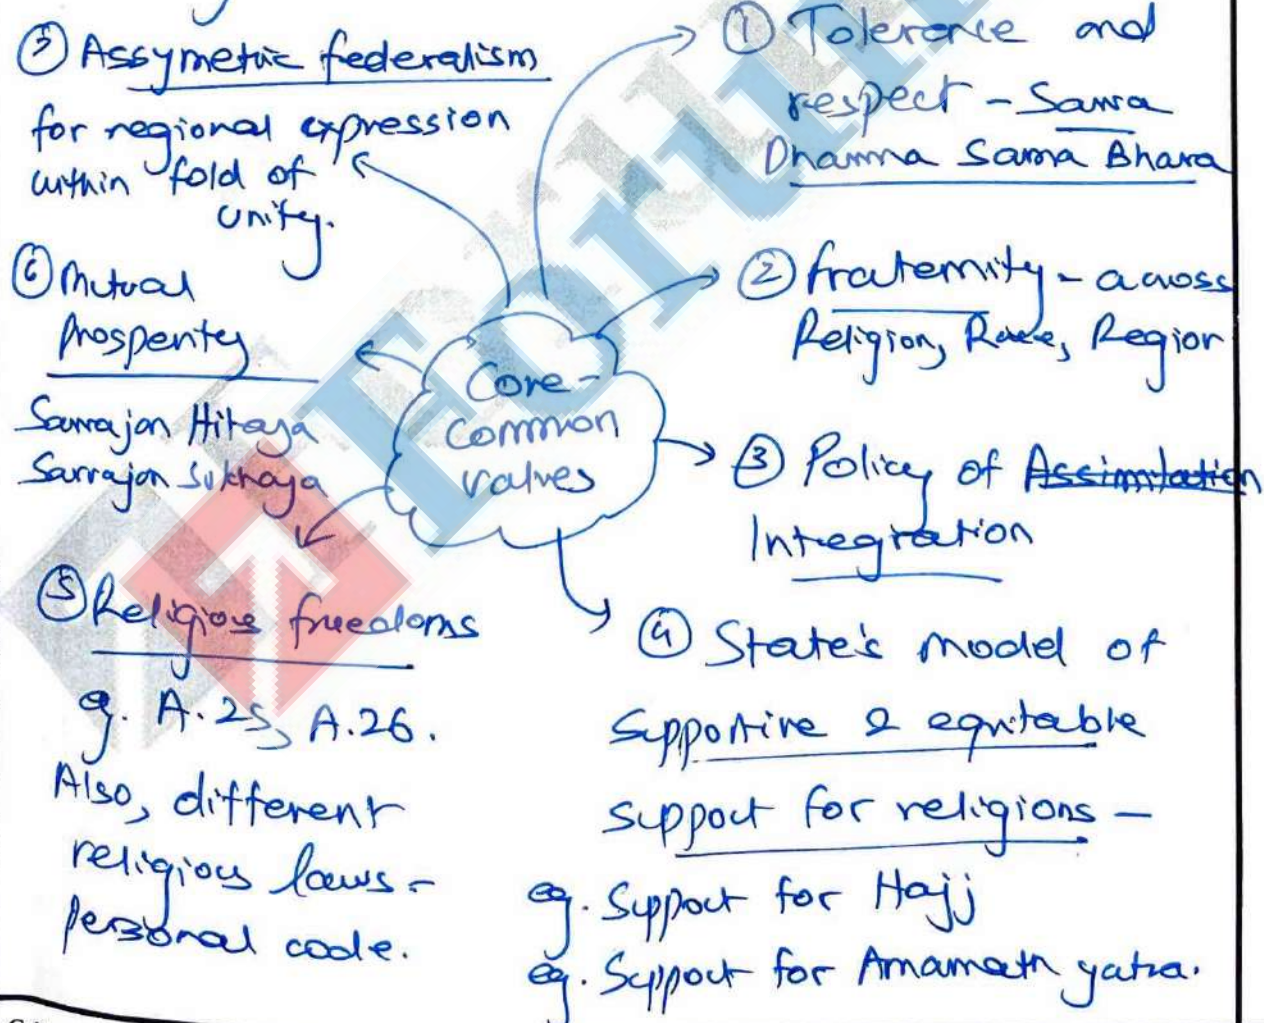 Core-
common
values
① Tolerance and
respect - Sarva
Dharma Sama Bhava
② fraternity - across
Religion, Race, Region
③ Policy of Assimilation
Integration
④ State's model of
supportive & equitable
support for religions -
eg. Support for Hajj
eg. Support for Amarnath yatra.
⑤ Religious freedoms
eg. A.25, A.26.
Also, different
religious laws -
personal code.
⑥ Mutual
Prosperity
Sarvajan Hitaya
Sarvajan Sukhaya
⑦ Assymetric federalism
for regional expression
within fold of
unity.
Forum